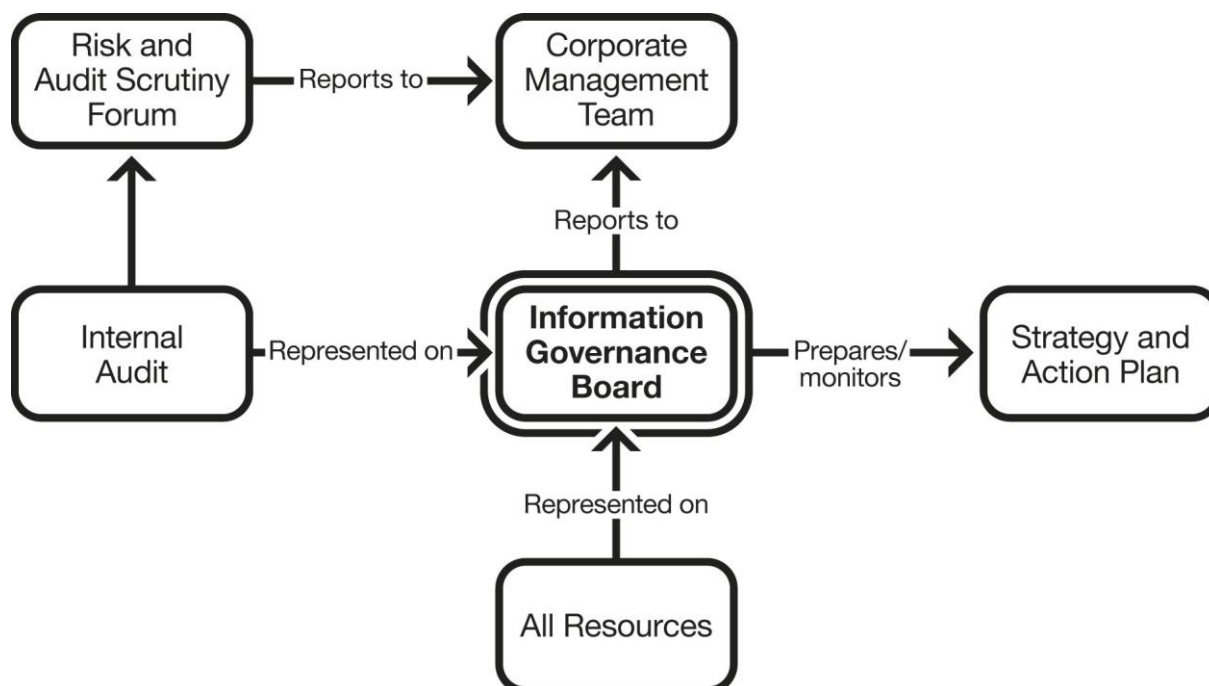 Risk and
Audit Scrutiny
Forum
Reports to
Corporate
Management
Team
Reports to
Internal
Audit
Represented on
Information
Governance
Board
Prepares/
monitors
Strategy and
Action Plan
Represented on
All Resources